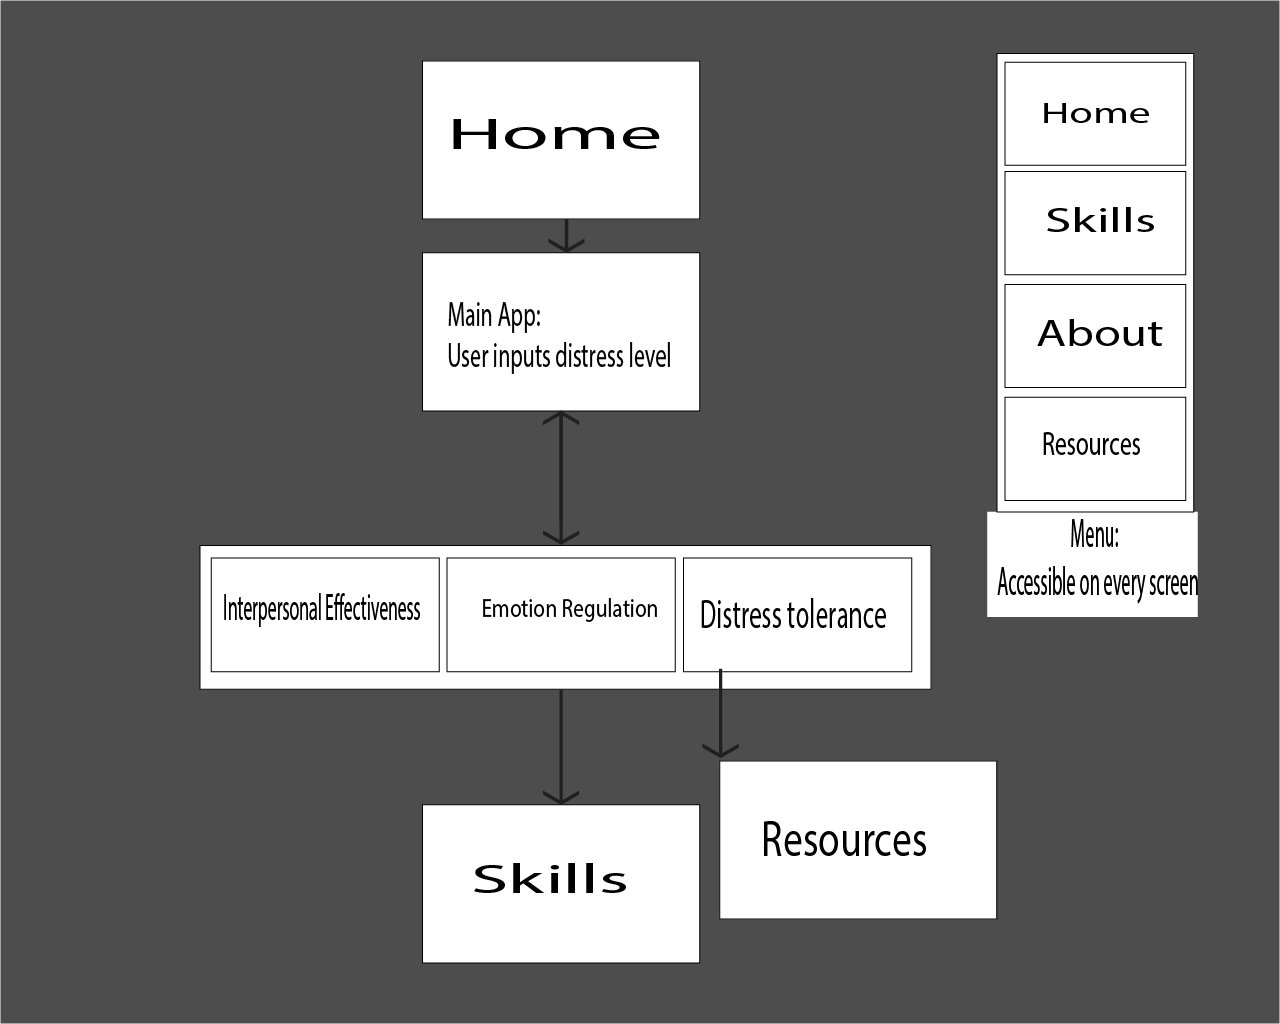 Home
Main App:
User inputs distress level
Interpersonal Effectiveness
Emotion Regulation
Distress tolerance
Skills
Resources
Home
Skills
About
Resources
Menu:
Accessible on every screen